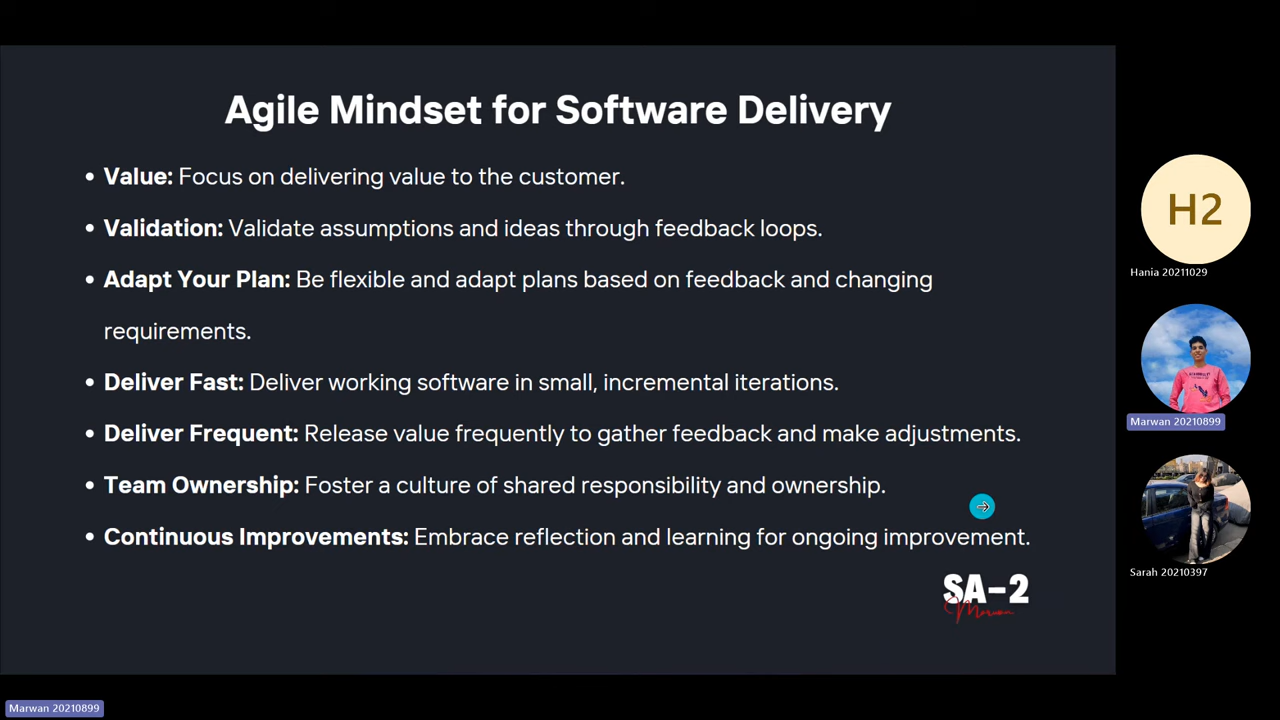 Agile Mindset for Software Delivery
• Value: Focus on delivering value to the customer.
• Validation: Validate assumptions and ideas through feedback loops.
• Adapt Your Plan: Be flexible and adapt plans based on feedback and changing
requirements.
• Deliver Fast: Deliver working software in small, incremental iterations.
• Deliver Frequent: Release value frequently to gather feedback and make adjustments.
• Team Ownership: Foster a culture of shared responsibility and ownership.
• Continuous Improvements: Embrace reflection and learning for ongoing improvement.
SA-2
Marwan
H2
Hania 20211029
Marwan 20210899
Sarah 20210397
Marwan 20210899